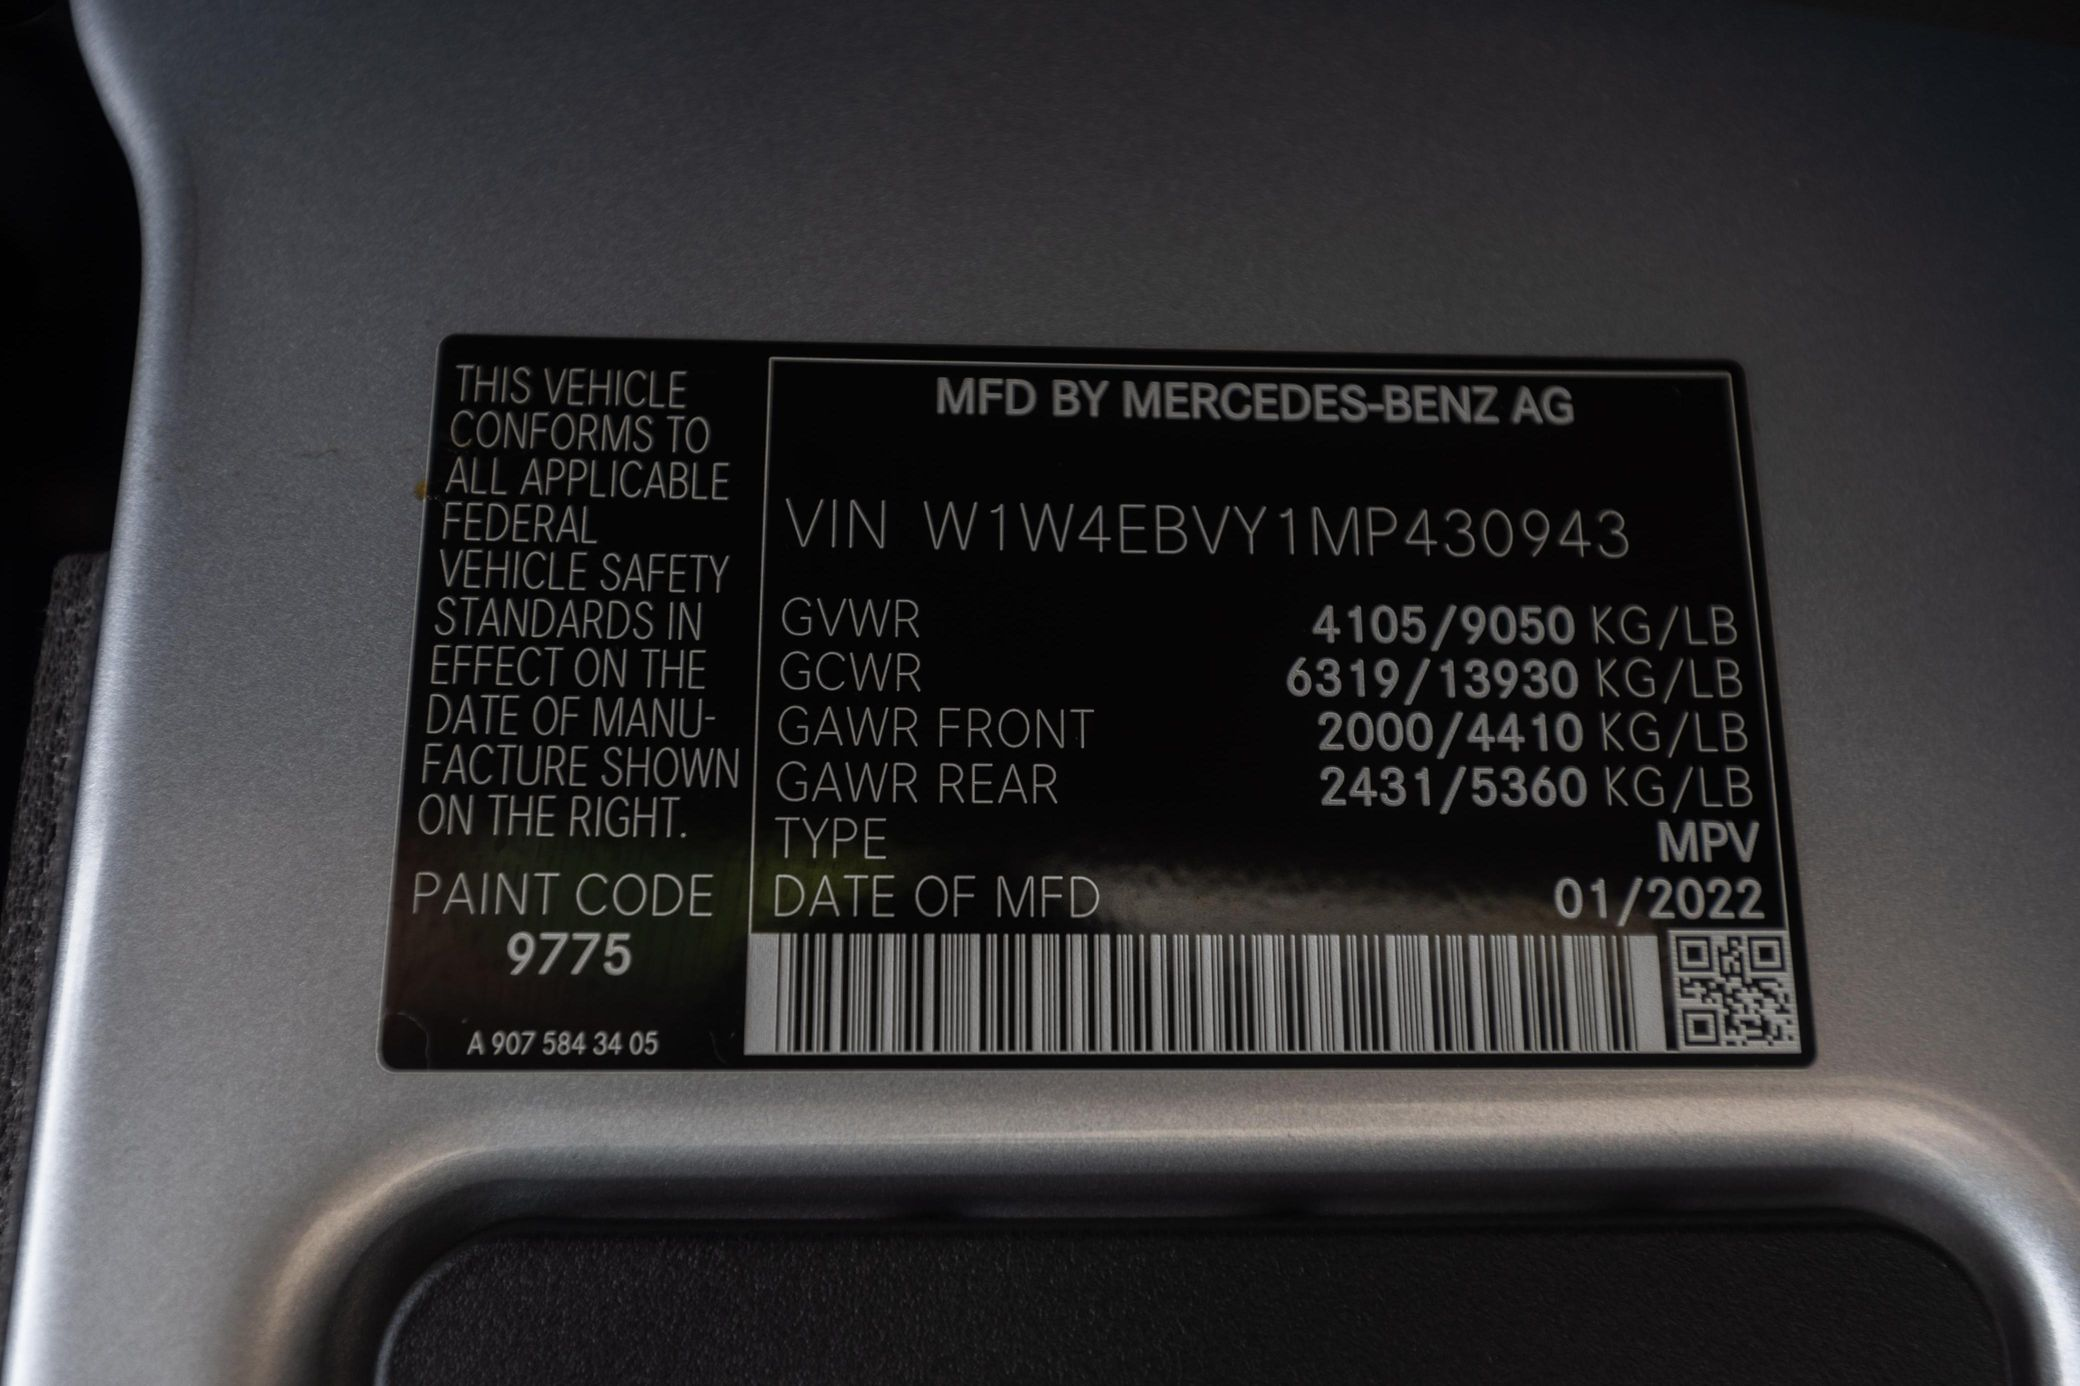 THIS VEHICLE
CONFORMS TO
ALL APPLICABLE
FEDERAL
VEHICLE SAFETY
STANDARDS IN
EFFECT ON THE
DATE OF MANU-
FACTURE SHOWN
ON THE RIGHT.
PAINT CODE
9775
A 907 584 34 05
MFD BY MERCEDES-BENZ AG
VIN W1W4EBVY1MP430943
GVWR 4105/9050 KG/LB
GCWR 6319/13930 KG/LB
GAWR FRONT 2000/4410 KG/LB
GAWR REAR 2431/5360 KG/LB
TYPE MPV
DATE OF MFD 01/2022